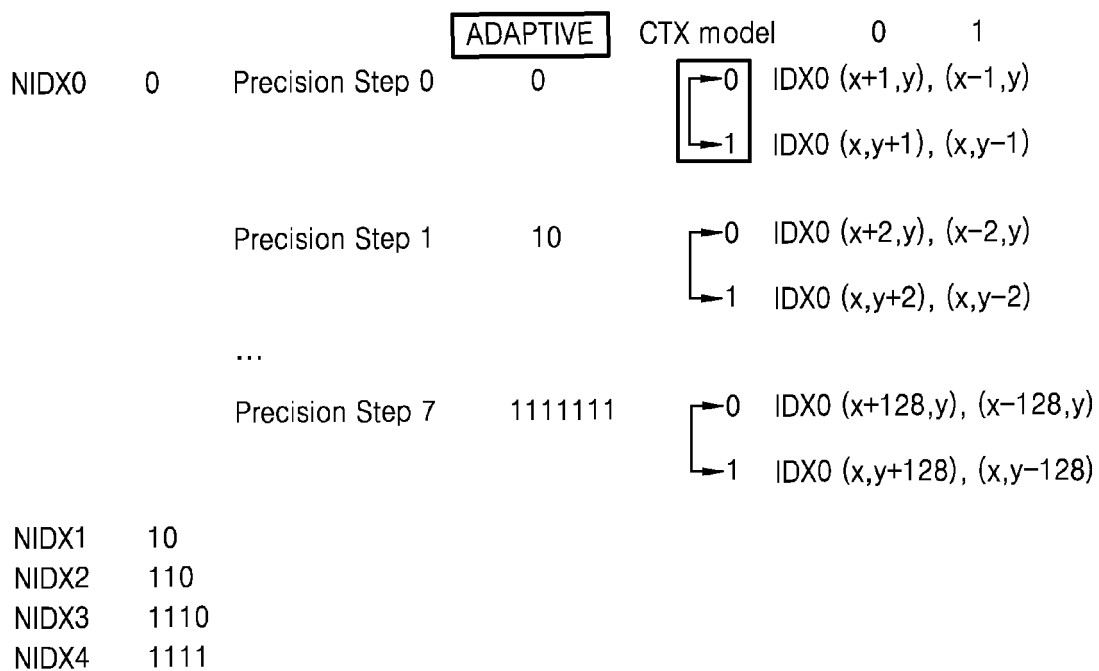 ADAPTIVE CTX model 0 1
NIDX0 0 Precision Step 0 0 0 IDX0 (x+1,y), (x−1,y)
1 IDX0 (x,y+1), (x,y−1)
Precision Step 1 10 0 IDX0 (x+2,y), (x−2,y)
1 IDX0 (x,y+2), (x,y−2)
...
Precision Step 7 1111111 0 IDX0 (x+128,y), (x−128,y)
1 IDX0 (x,y+128), (x,y−128)
NIDX1 10
NIDX2 110
NIDX3 1110
NIDX4 1111